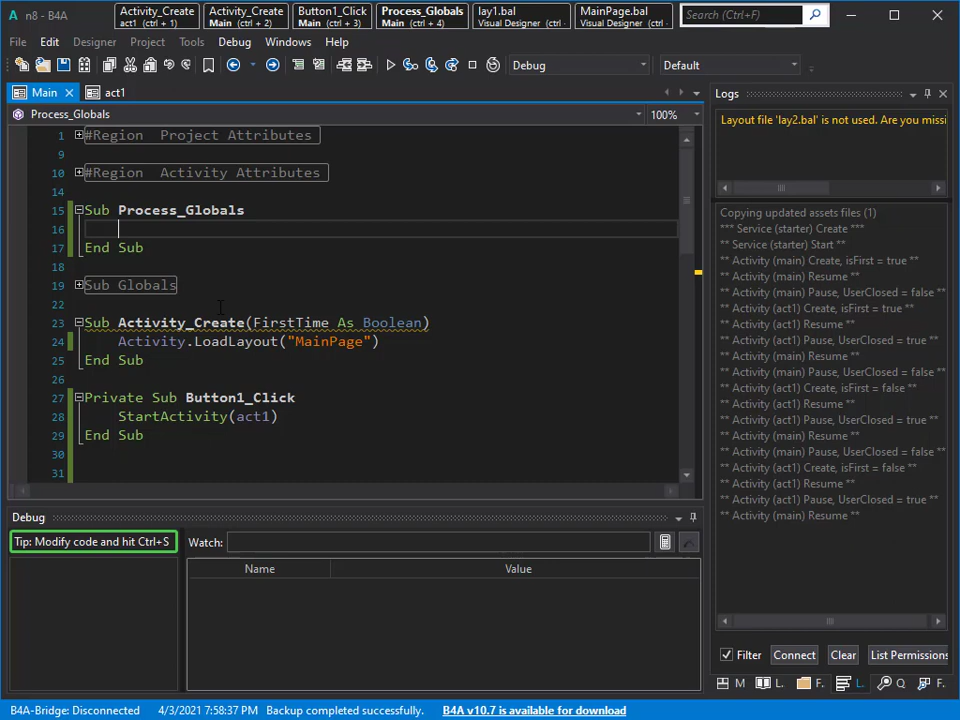 n8 - B4A
Activity_Create
act1 (ctrl + 1)
Activity_Create
Main (ctrl + 2)
Button1_Click
Main (ctrl + 3)
Process_Globals
Main (ctrl + 4)
lay1.bal
Visual Designer (ctrl -
MainPage.bal
Visual Designer (ctrl -
Search (Ctrl+F)
File Edit Designer Project Tools Debug Windows Help
Debug
Default
Main
act1
Process_Globals
100%
1 #Region Project Attributes
9
10 #Region Activity Attributes
14
15 Sub Process_Globals
16
17 End Sub
18
19 Sub Globals
22
23 Sub Activity_Create(FirstTime As Boolean)
24 Activity.LoadLayout("MainPage")
25 End Sub
26
27 Private Sub Button1_Click
28 StartActivity(act1)
29 End Sub
30
31
Logs
Layout file 'lay2.bal' is not used. Are you missi
Copying updated assets files (1)
*** Service (starter) Create ***
** Service (starter) Start **
** Activity (main) Create, isFirst = true **
** Activity (main) Resume **
** Activity (main) Pause, UserClosed = false **
** Activity (act1) Create, isFirst = true **
** Activity (act1) Resume **
** Activity (act1) Pause, UserClosed = true **
** Activity (main) Resume **
** Activity (main) Pause, UserClosed = false **
** Activity (act1) Create, isFirst = false **
** Activity (act1) Resume **
** Activity (act1) Pause, UserClosed = true **
** Activity (main) Resume **
** Activity (main) Pause, UserClosed = false **
** Activity (act1) Create, isFirst = false **
** Activity (act1) Resume **
** Activity (act1) Pause, UserClosed = true **
** Activity (main) Resume **
Debug
Tip: Modify code and hit Ctrl+S
Watch:
Name
Value
Filter
Connect
Clear
List Permissions
M L. F. L. Q F.
B4A-Bridge: Disconnected
4/3/2021 7:58:37 PM
Backup completed successfully.
B4A v10.7 is available for download